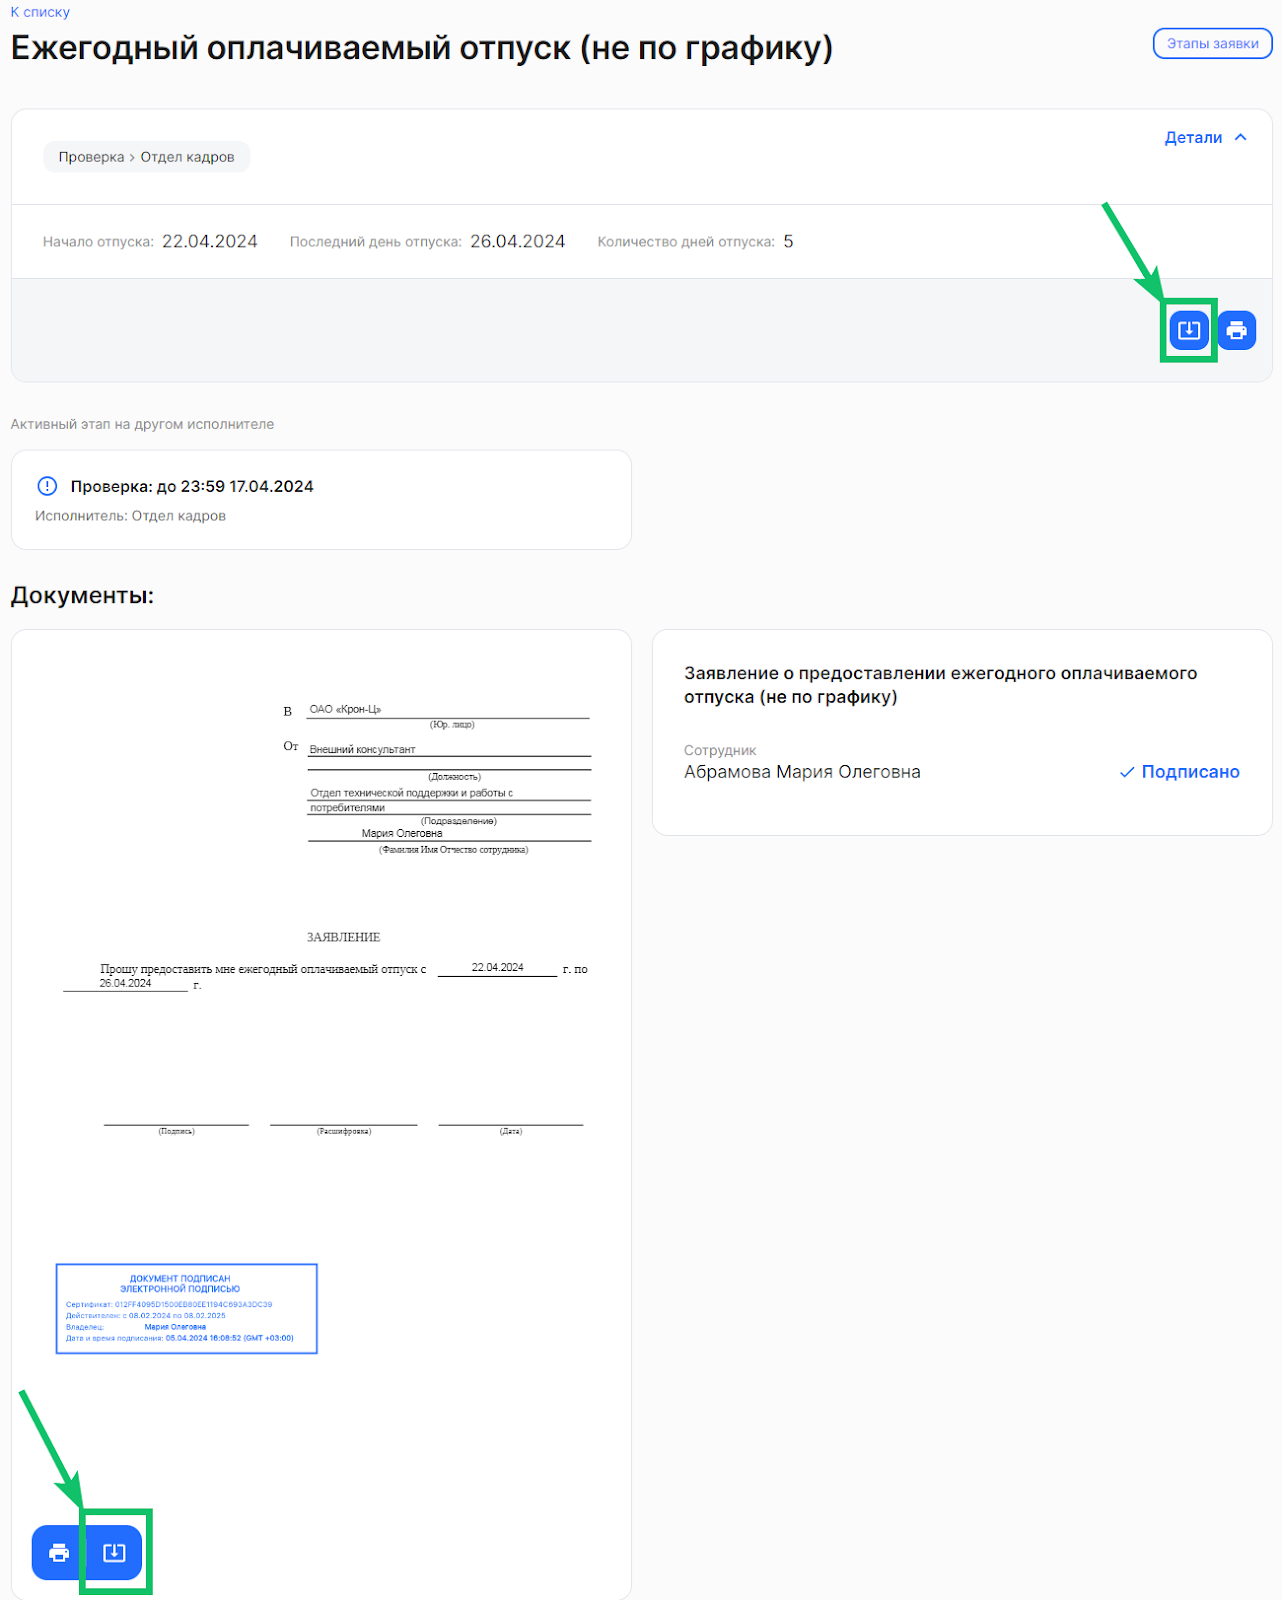 К списку
Ежегодный оплачиваемый отпуск (не по графику)
Этапы заявки
Детали
Проверка › Отдел кадров
Начало отпуска: 22.04.2024 Последний день отпуска: 26.04.2024 Количество дней отпуска: 5
Активный этап на другом исполнителе
Проверка: до 23:59 17.04.2024
Исполнитель: Отдел кадров
Документы:
В ОАО «Крон-Ц»
(Юр. лицо)
От Внешний консультант
(Должность)
Отдел технической поддержки и работы с
потребителями
(Подразделение)
Мария Олеговна
(Фамилия Имя Отчество сотрудника)
ЗАЯВЛЕНИЕ
Прошу предоставить мне ежегодный оплачиваемый отпуск с 22.04.2024 г. по
26.04.2024 г.
(Подпись) (Расшифровка) (Дата)
ДОКУМЕНТ ПОДПИСАН
ЭЛЕКТРОННОЙ ПОДПИСЬЮ
Сертификат: 012FF4095D1500EB80EE1194C693A3DC39
Действителен: с 08.02.2024 по 08.02.2025
Владелец: Мария Олеговна
Дата и время подписания: 05.04.2024 16:08:52 (GMT +03:00)
Заявление о предоставлении ежегодного оплачиваемого
отпуска (не по графику)
Сотрудник
Абрамова Мария Олеговна
Подписано